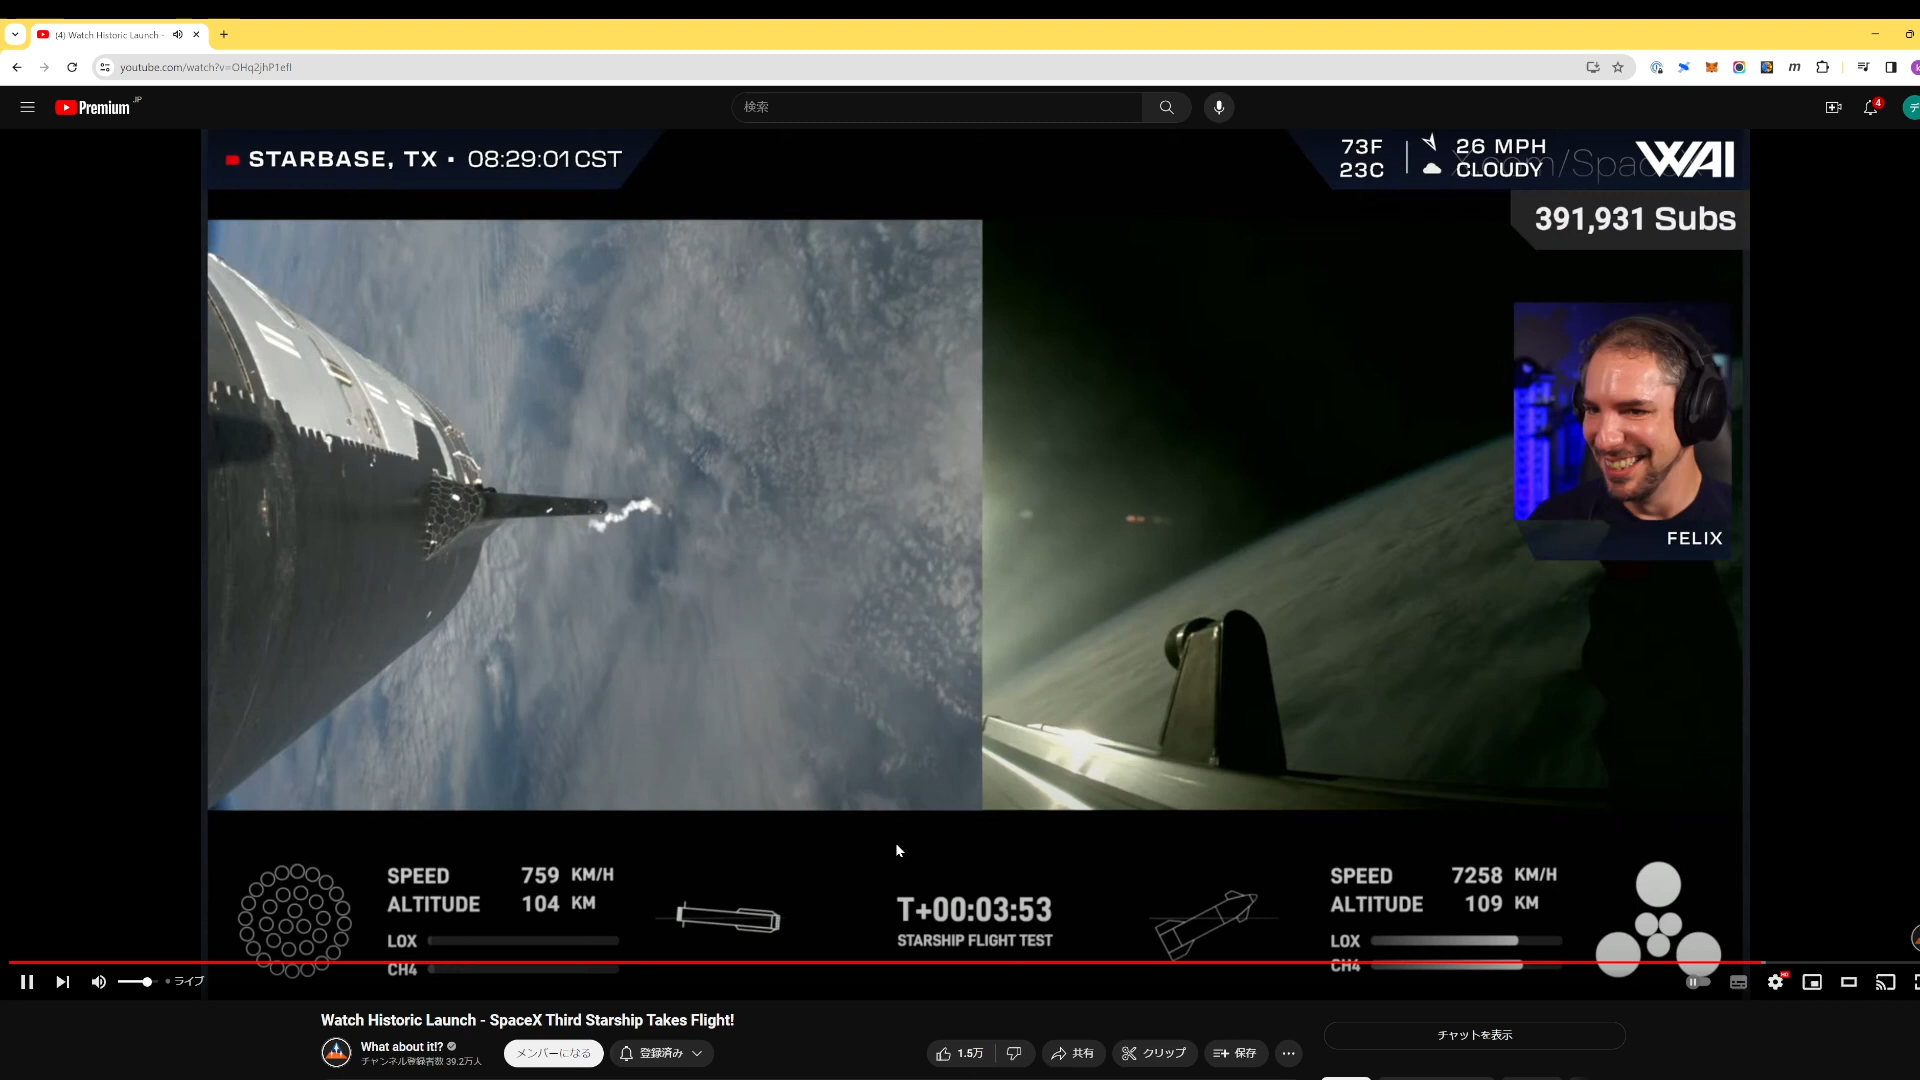 (4) Watch Historic Launch -
youtube.com/watch?v=OHq2jhP1efI
Premium JP
検索
4
デ
STARBASE, TX • 08:29:01 CST
73F
23C
26 MPH
CLOUDY
WAI
391,931 Subs
FELIX
SPEED 759 KM/H
ALTITUDE 104 KM
LOX
CH4
T+00:03:53
STARSHIP FLIGHT TEST
SPEED 7258 KM/H
ALTITUDE 109 KM
LOX
CH4
• ライブ
HD
Watch Historic Launch - SpaceX Third Starship Takes Flight!
What about it!?
チャンネル登録者数 39.2万人
メンバーになる
登録済み
1.5万
共有
クリップ
保存
チャットを表示